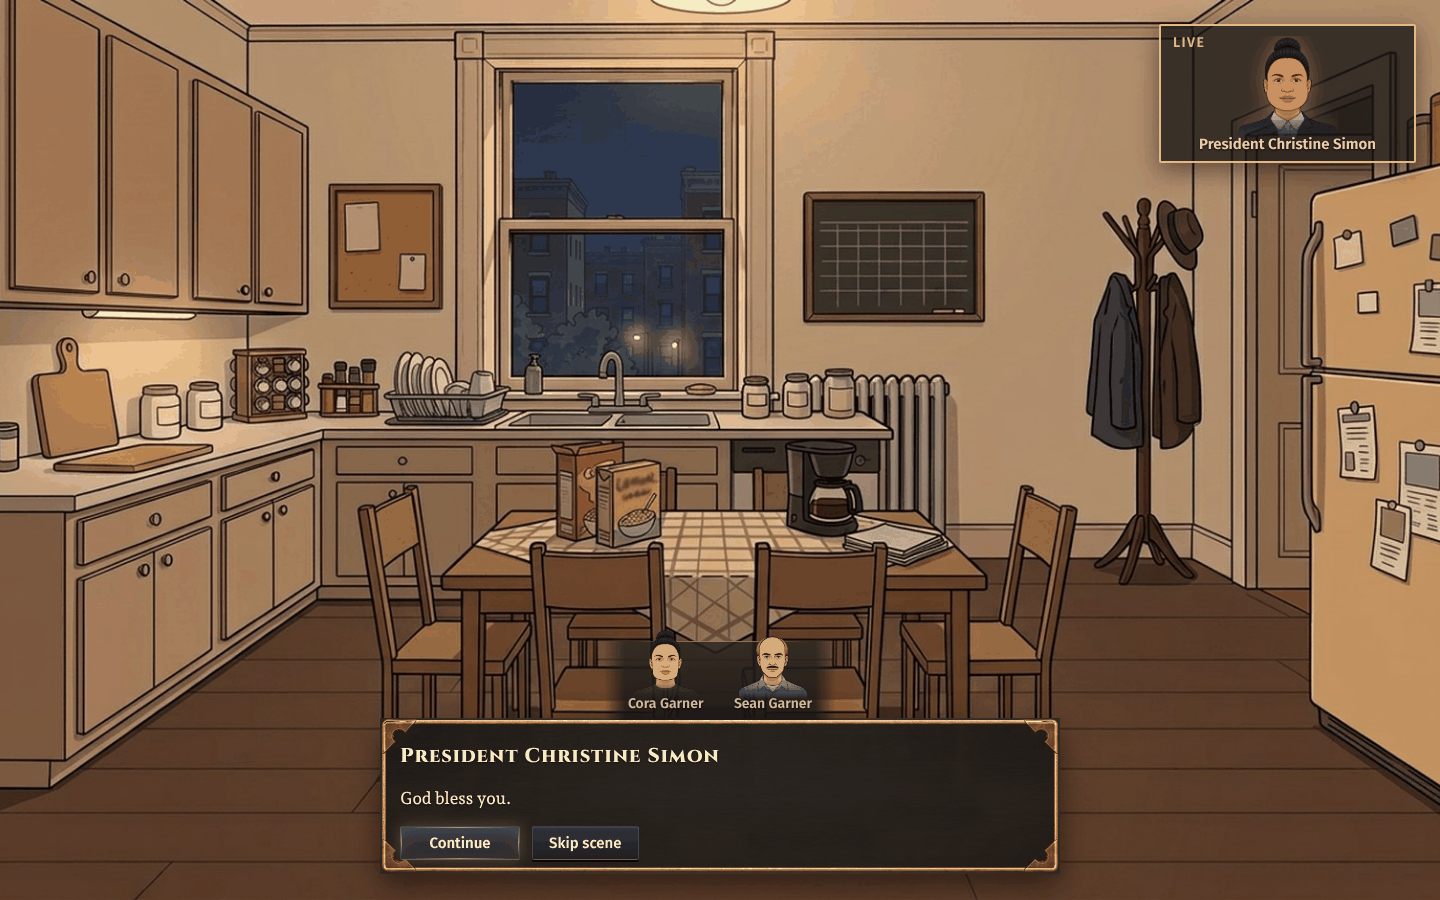 LIVE
President Christine Simon
Cora Garner
Sean Garner
President Christine Simon
God bless you.
Continue
Skip scene